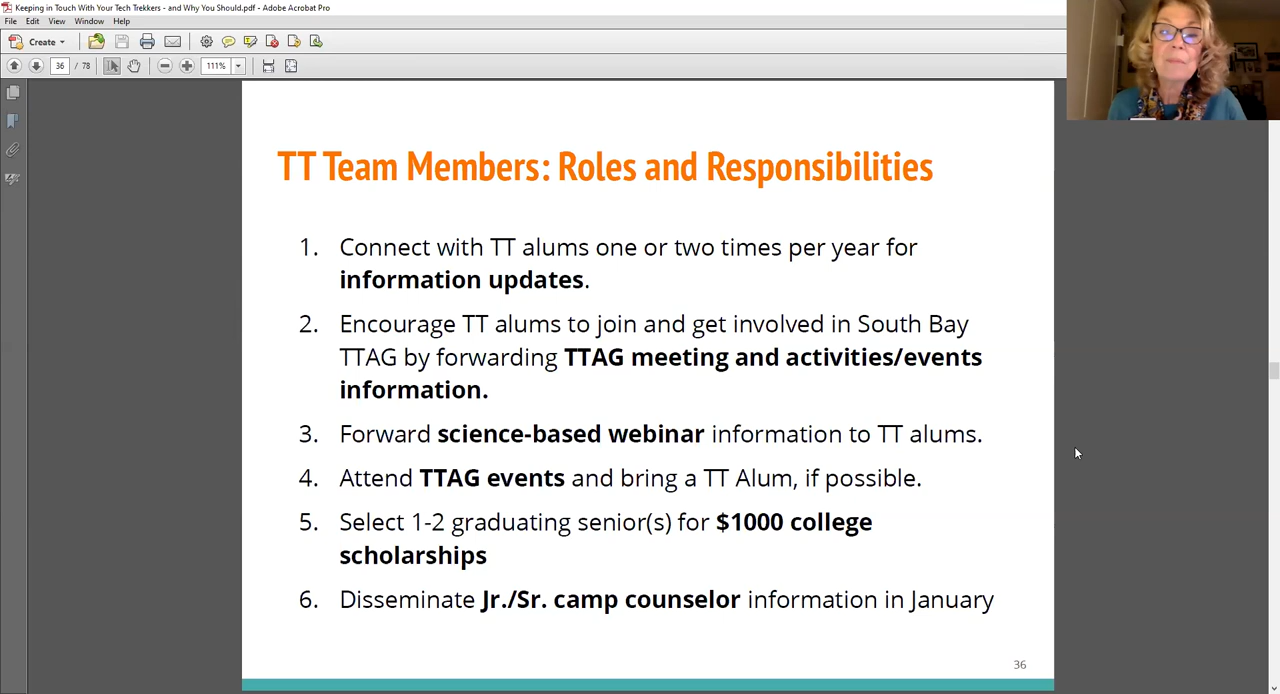 Keeping in Touch With Your Tech Trekkers - and Why You Should.pdf - Adobe Acrobat Pro
File Edit View Window Help
Create
36 / 78 111%
TT Team Members: Roles and Responsibilities
1. Connect with TT alums one or two times per year for
information updates.
2. Encourage TT alums to join and get involved in South Bay
TTAG by forwarding TTAG meeting and activities/events
information.
3. Forward science-based webinar information to TT alums.
4. Attend TTAG events and bring a TT Alum, if possible.
5. Select 1-2 graduating senior(s) for $1000 college
scholarships
6. Disseminate Jr./Sr. camp counselor information in January
36